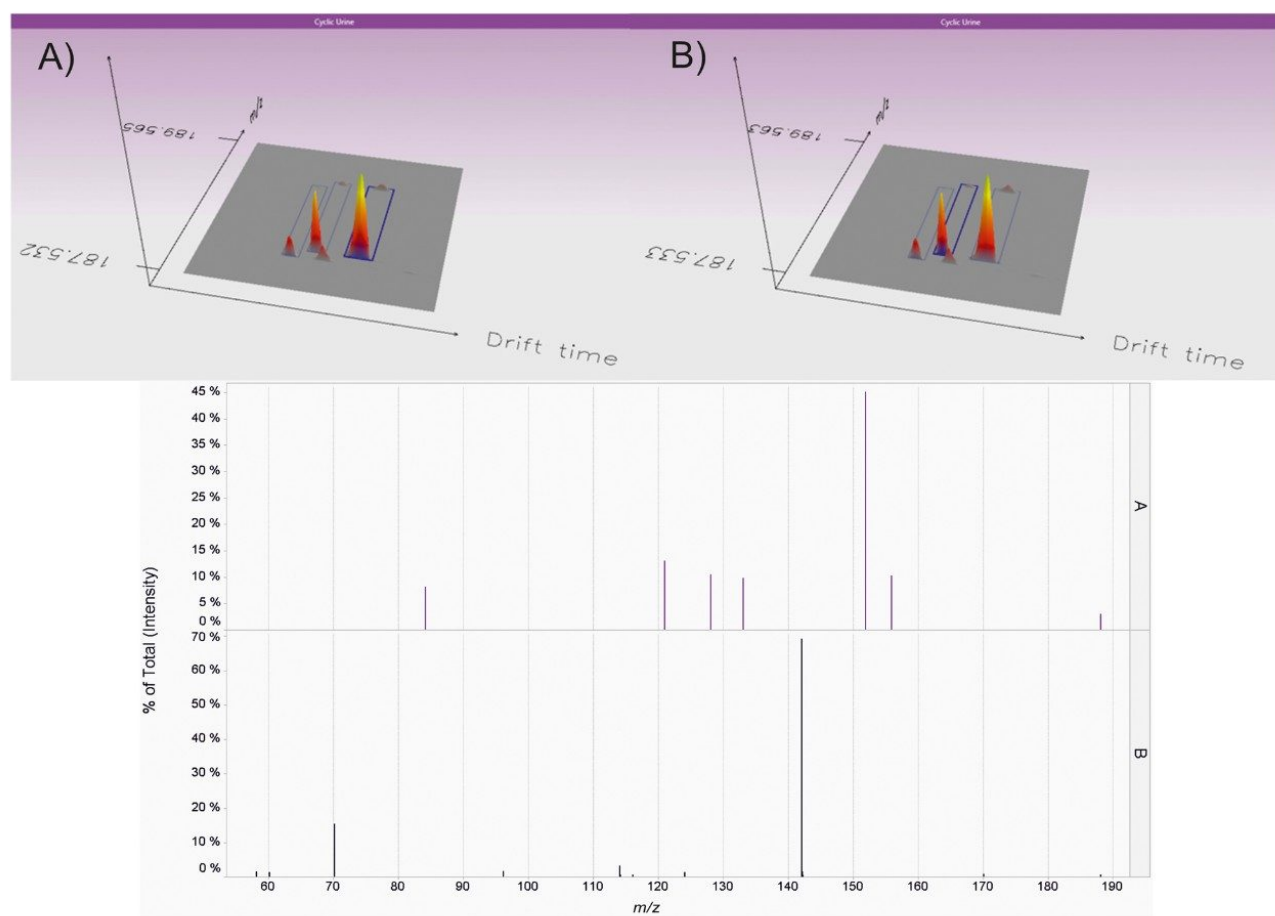 Cyclic Urine
Cyclic Urine
A)
B)
m/z
189.565
187.532
Drift time
m/z
189.563
187.533
Drift time
% of Total (Intensity)
45 %
40 %
35 %
30 %
25 %
20 %
15 %
10 %
5 %
0 %
A
70 %
60 %
50 %
40 %
30 %
20 %
10 %
0 %
B
60 70 80 90 100 110 120 130 140 150 160 170 180 190
m/z